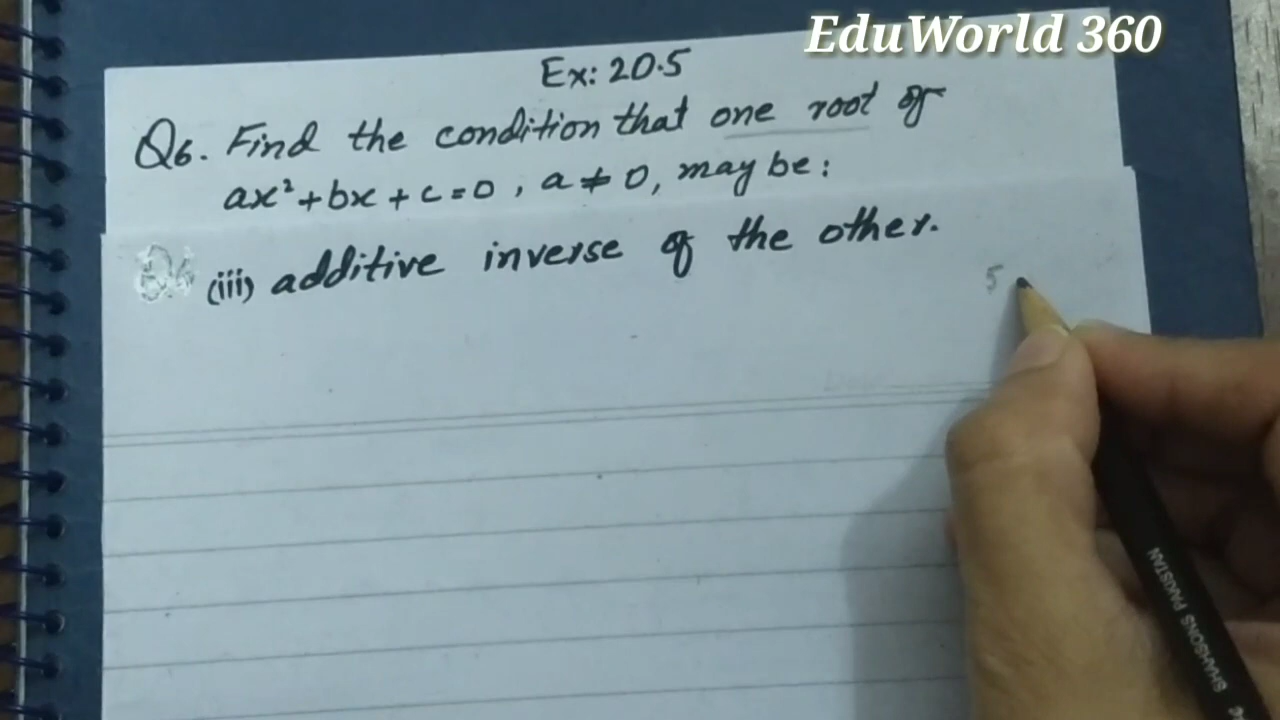 EduWorld 360
Ex: 20.5
Q6. Find the condition that one root of
ax²+bx+c=0, a≠0, may be:
(iii) additive inverse of the other.
5
SHAHSONS PAKISTAN